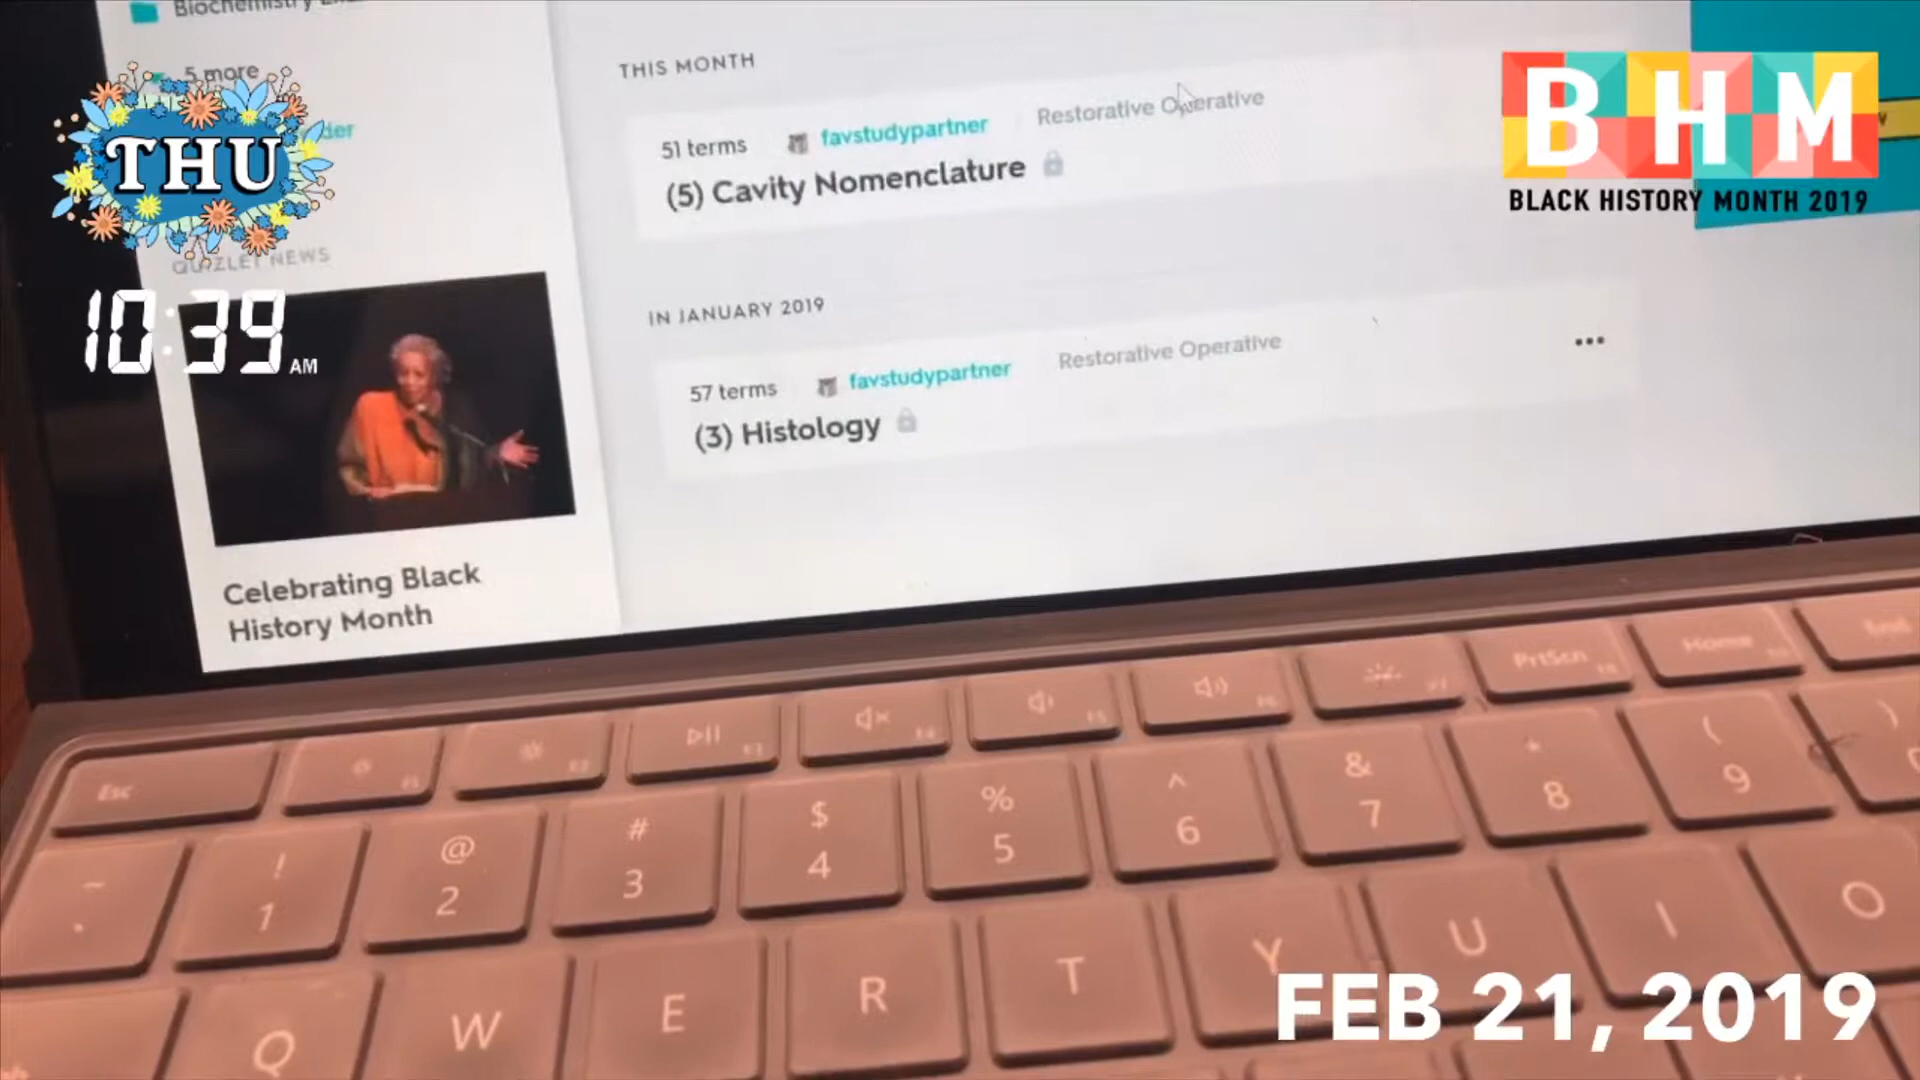 Biochemistry
5 more
THU
10:39 AM
QUIZLET NEWS
Celebrating Black
History Month
THIS MONTH
51 terms favstudypartner Restorative Operative
(5) Cavity Nomenclature
IN JANUARY 2019
57 terms favstudypartner Restorative Operative
(3) Histology
BHM
BLACK HISTORY MONTH 2019
Esc
PrtScn
Home
End
~ ! @ # $ % ^ & * ( )
1 2 3 4 5 6 7 8 9
Q W E R T Y U I O
FEB 21, 2019